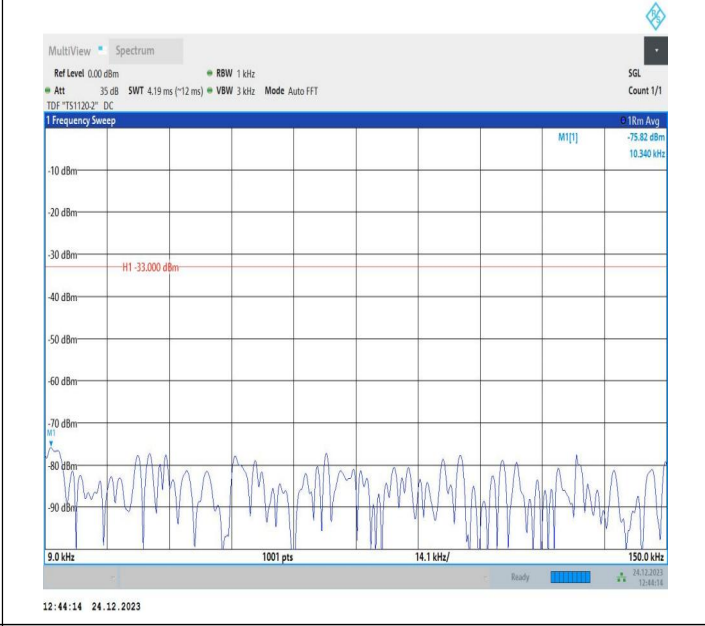 R S
MultiView Spectrum
Ref Level 0.00 dBm RBW 1 kHz SGL
Att 35 dB SWT 4.19 ms (~12 ms) VBW 3 kHz Mode Auto FFT Count 1/1
TDF "TS1120-2" DC
1 Frequency Sweep 1Rm Avg
M1[1] -75.82 dBm
10.340 kHz
-10 dBm
-20 dBm
-30 dBm
H1 -33.000 dBm
-40 dBm
-50 dBm
-60 dBm
-70 dBm
M1
-80 dBm
-90 dBm
9.0 kHz 1001 pts 14.1 kHz/ 150.0 kHz
Ready 24.12.2023
12:44:14
12:44:14 24.12.2023